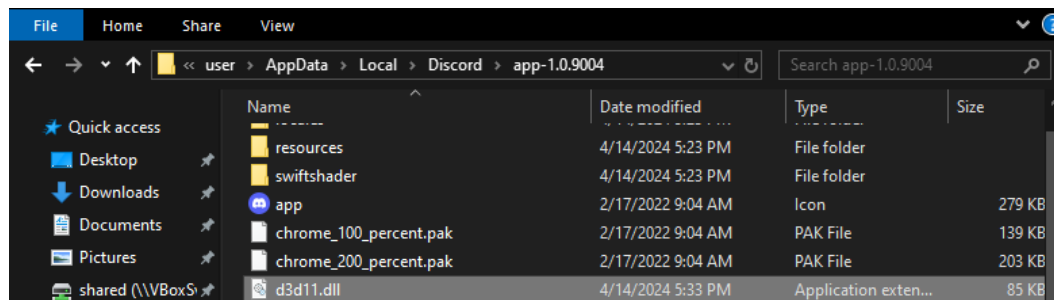 File Home Share View
« user > AppData > Local > Discord > app-1.0.9004 Search app-1.0.9004
Name Date modified Type Size
Quick access
resources 4/14/2024 5:23 PM File folder
Desktop swiftshader 4/14/2024 5:23 PM File folder
Downloads app 2/17/2022 9:04 AM Icon 279 KB
Documents chrome_100_percent.pak 2/17/2022 9:04 AM PAK File 139 KB
Pictures chrome_200_percent.pak 2/17/2022 9:04 AM PAK File 203 KB
shared (\\VBoxSv d3d11.dll 4/14/2024 5:33 PM Application exten... 85 KB